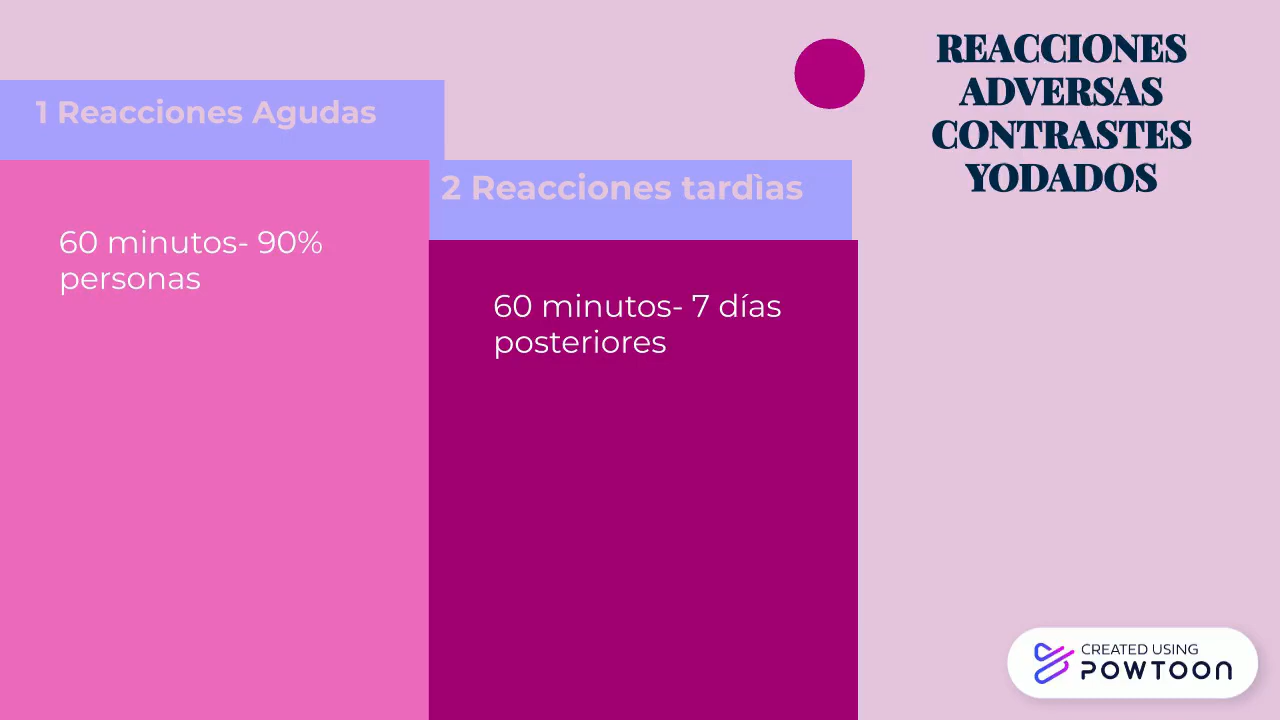 REACCIONES
ADVERSAS
CONTRASTES
YODADOS
1 Reacciones Agudas
60 minutos- 90%
personas
2 Reacciones tardìas
60 minutos- 7 días
posteriores
CREATED USING
POWTOON